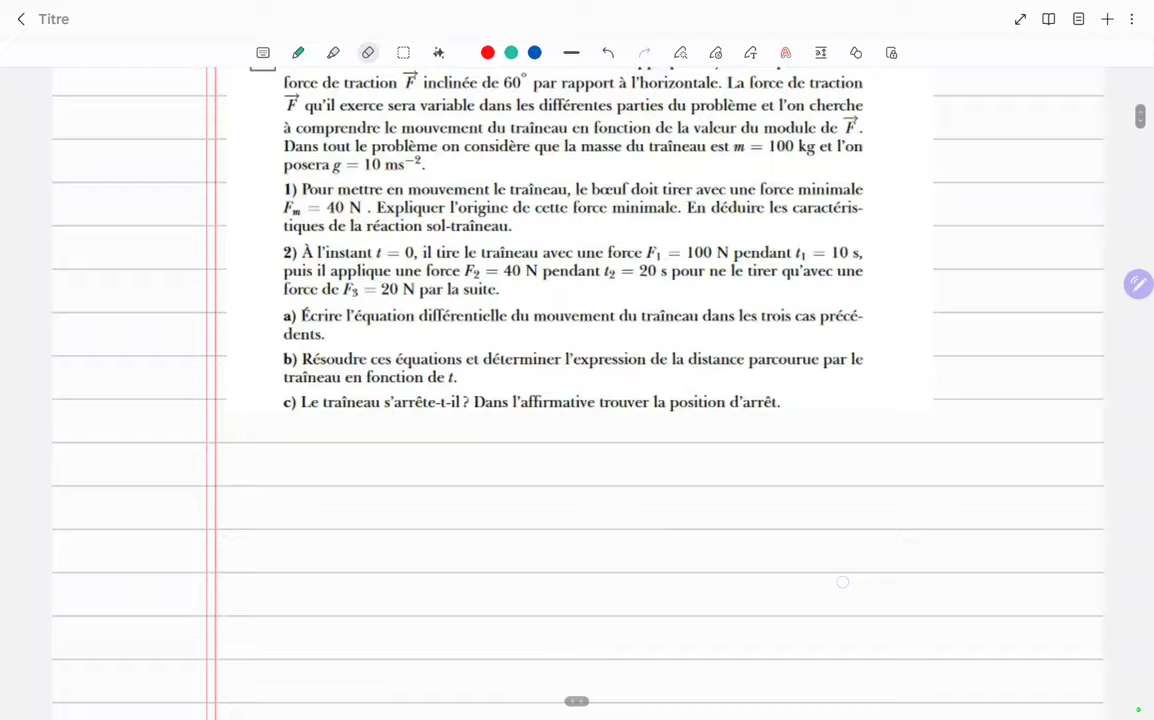 Titre
force de traction F⃗ inclinée de 60° par rapport à l'horizontale. La force de traction
F⃗ qu'il exerce sera variable dans les différentes parties du problème et l'on cherche
à comprendre le mouvement du traîneau en fonction de la valeur du module de F⃗.
Dans tout le problème on considère que la masse du traîneau est m = 100 kg et l'on
posera g = 10 ms⁻².
1) Pour mettre en mouvement le traîneau, le bœuf doit tirer avec une force minimale
Fₘ = 40 N . Expliquer l'origine de cette force minimale. En déduire les caractéris-
tiques de la réaction sol-traîneau.
2) À l'instant t = 0, il tire le traîneau avec une force F₁ = 100 N pendant t₁ = 10 s,
puis il applique une force F₂ = 40 N pendant t₂ = 20 s pour ne le tirer qu'avec une
force de F₃ = 20 N par la suite.
a) Écrire l'équation différentielle du mouvement du traîneau dans les trois cas précé-
dents.
b) Résoudre ces équations et déterminer l'expression de la distance parcourue par le
traîneau en fonction de t.
c) Le traîneau s'arrête-t-il ? Dans l'affirmative trouver la position d'arrêt.